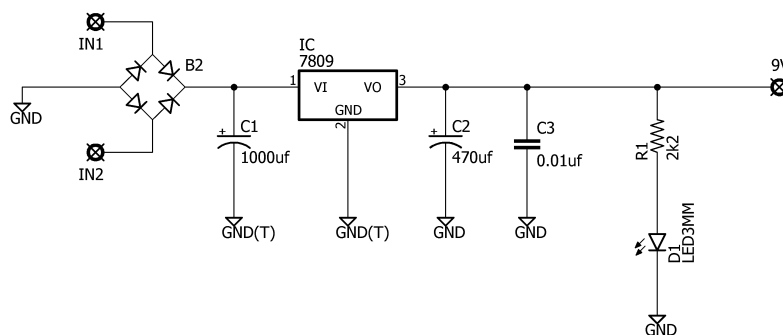 IN1
B2
GND
IN2
IC
7809
1
VI
VO
3
GND
2
C1
+
1000uf
GND(T)
GND(T)
C2
+
470uf
GND
C3
0.01uf
GND
9V
R1
2k2
D1
LED3MM
GND